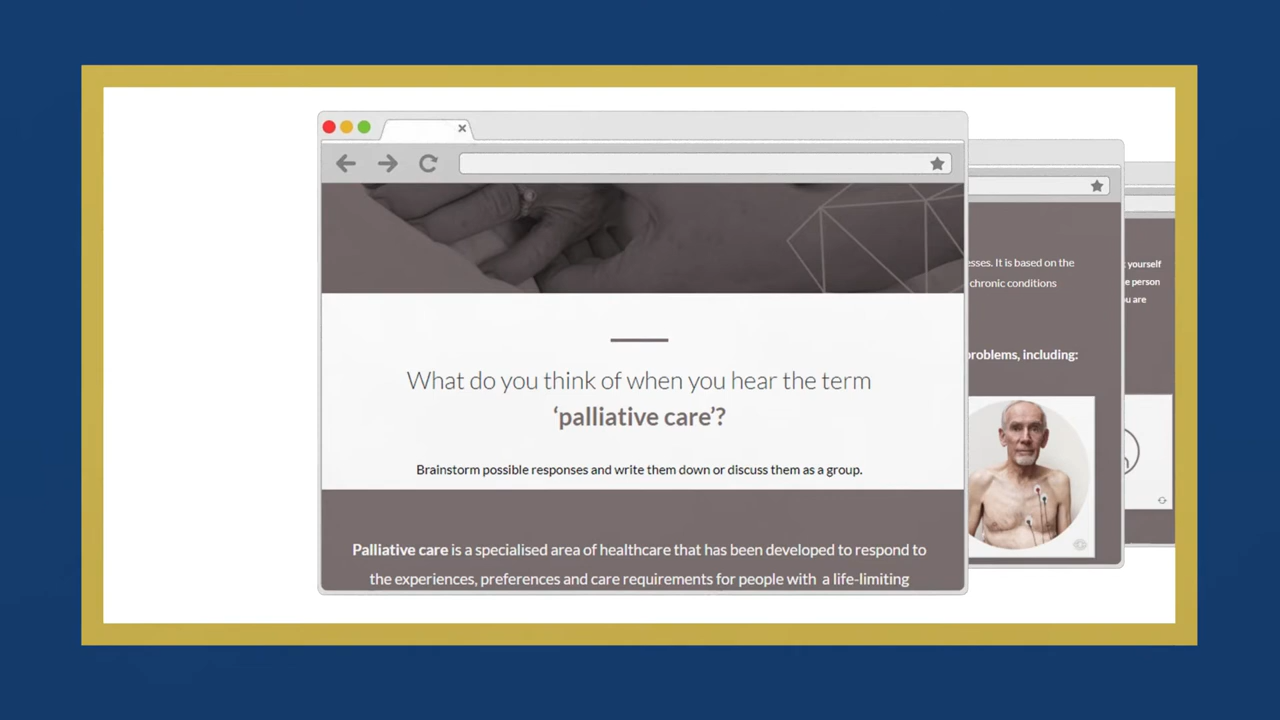 What do you think of when you hear the term
‘palliative care’?
Brainstorm possible responses and write them down or discuss them as a group.
Palliative care is a specialised area of healthcare that has been developed to respond to
the experiences, preferences and care requirements for people with a life-limiting
esses. It is based on the
chronic conditions
problems, including:
yourself
e person
u are